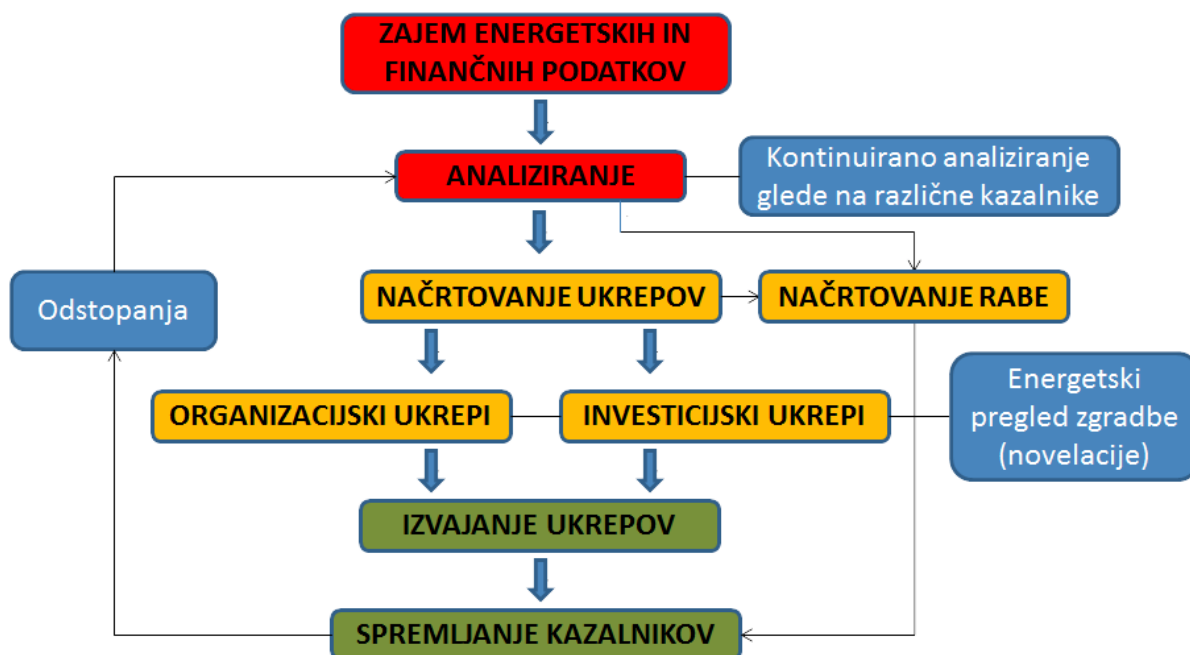 ZAJEM ENERGETSKIH IN
FINANČNIH PODATKOV
ANALIZIRANJE
Kontinuirano analiziranje
glede na različne kazalnike
NAČRTOVANJE UKREPOV
NAČRTOVANJE RABE
Odstopanja
ORGANIZACIJSKI UKREPI
INVESTICIJSKI UKREPI
Energetski
pregled zgradbe
(novelacije)
IZVAJANJE UKREPOV
SPREMLJANJE KAZALNIKOV